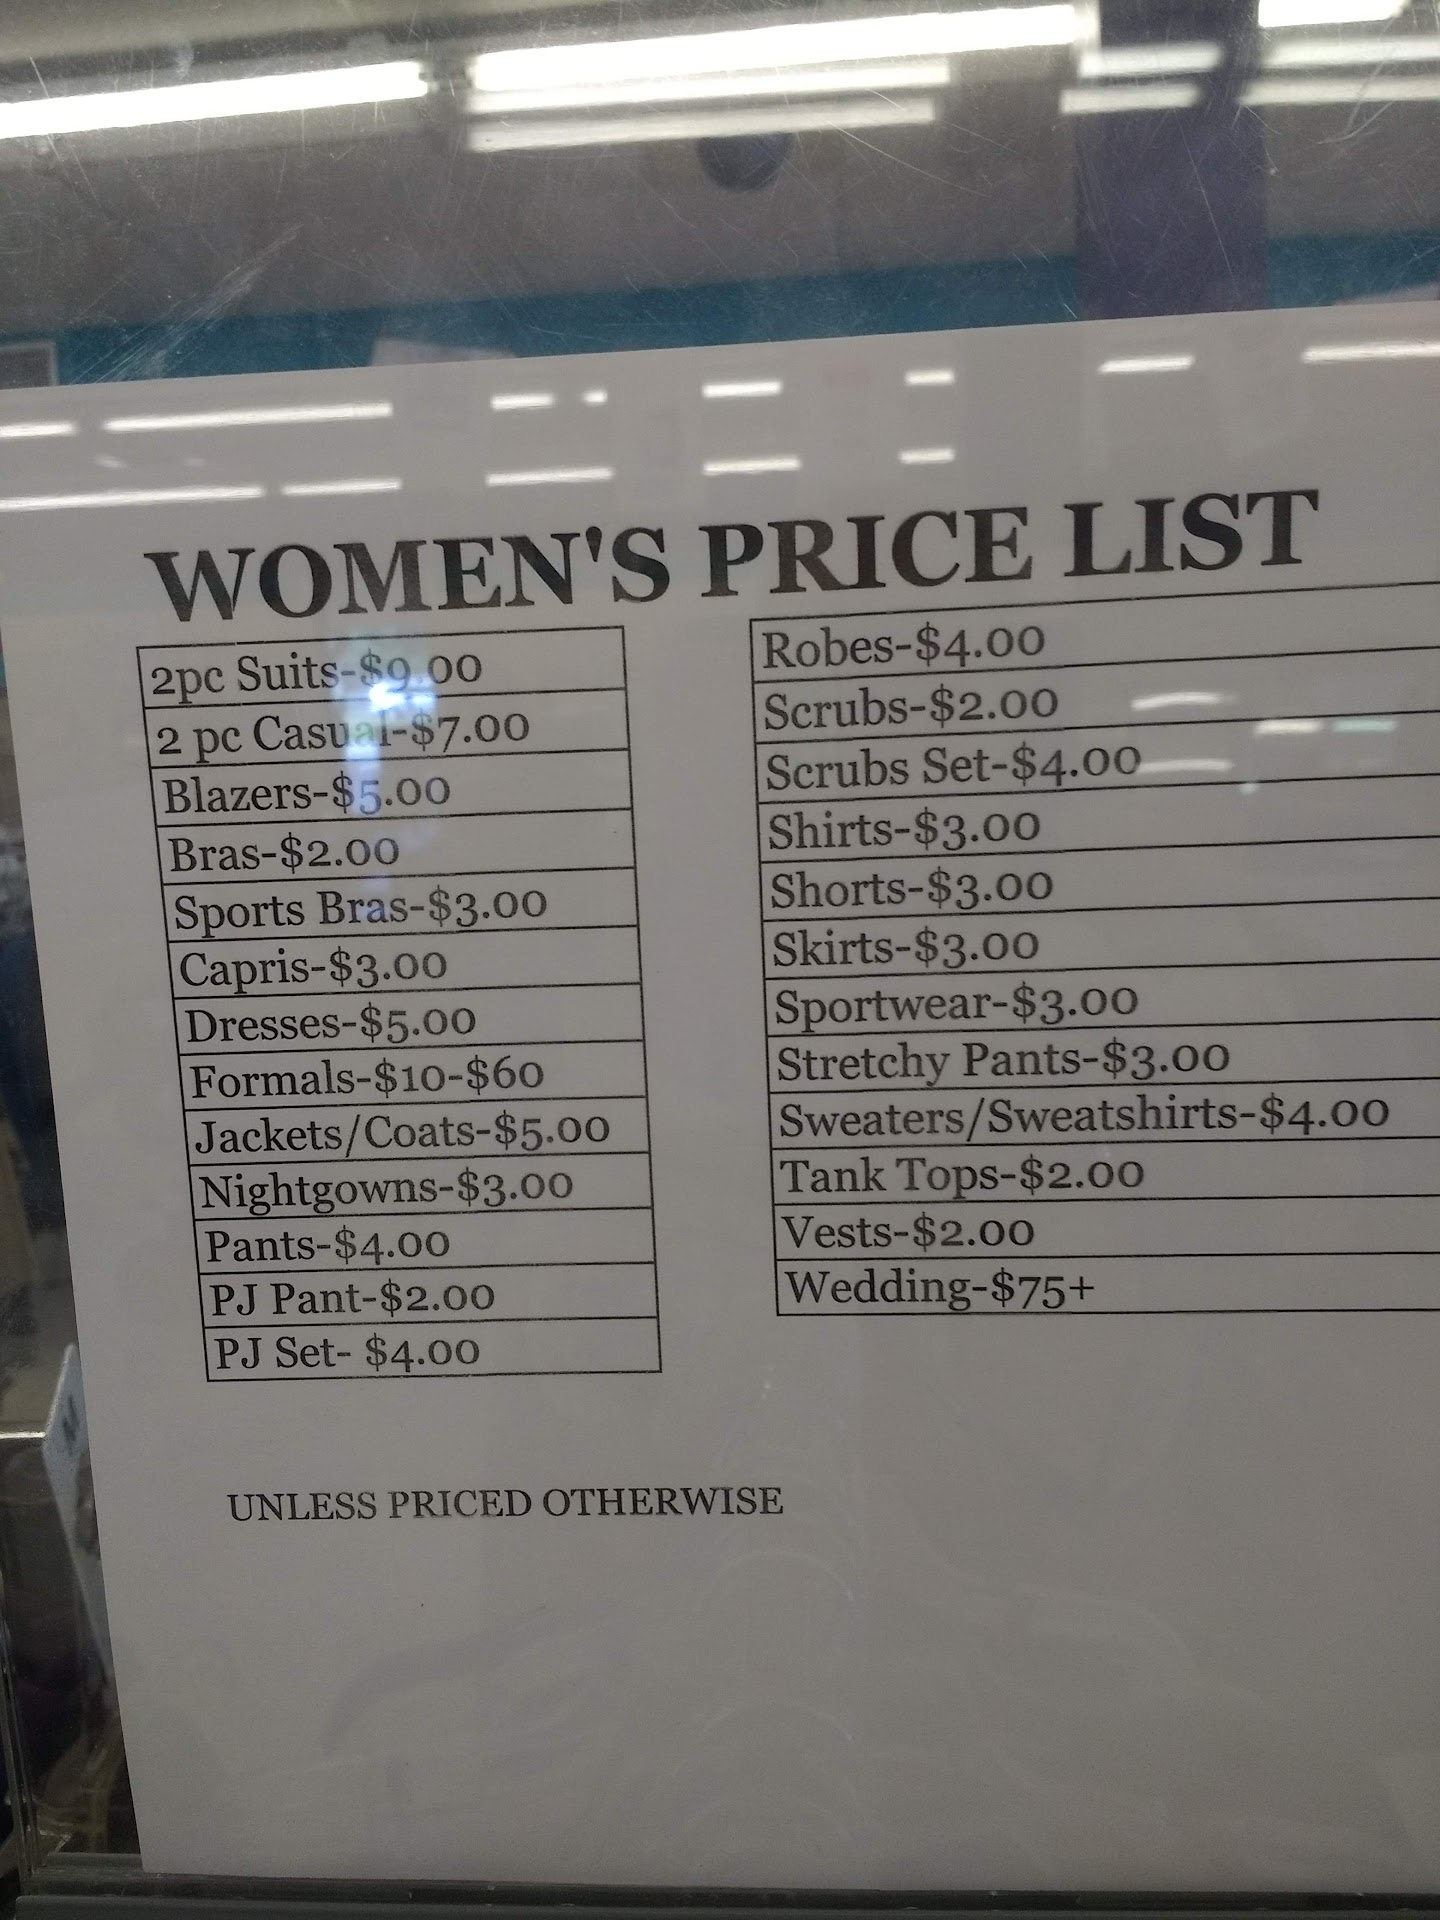 WOMEN'S PRICE LIST
2pc Suits-$9.00
2 pc Casual-$7.00
Blazers-$5.00
Bras-$2.00
Sports Bras-$3.00
Capris-$3.00
Dresses-$5.00
Formals-$10-$60
Jackets/Coats-$5.00
Nightgowns-$3.00
Pants-$4.00
PJ Pant-$2.00
PJ Set- $4.00
Robes-$4.00
Scrubs-$2.00
Scrubs Set-$4.00
Shirts-$3.00
Shorts-$3.00
Skirts-$3.00
Sportwear-$3.00
Stretchy Pants-$3.00
Sweaters/Sweatshirts-$4.00
Tank Tops-$2.00
Vests-$2.00
Wedding-$75+
UNLESS PRICED OTHERWISE